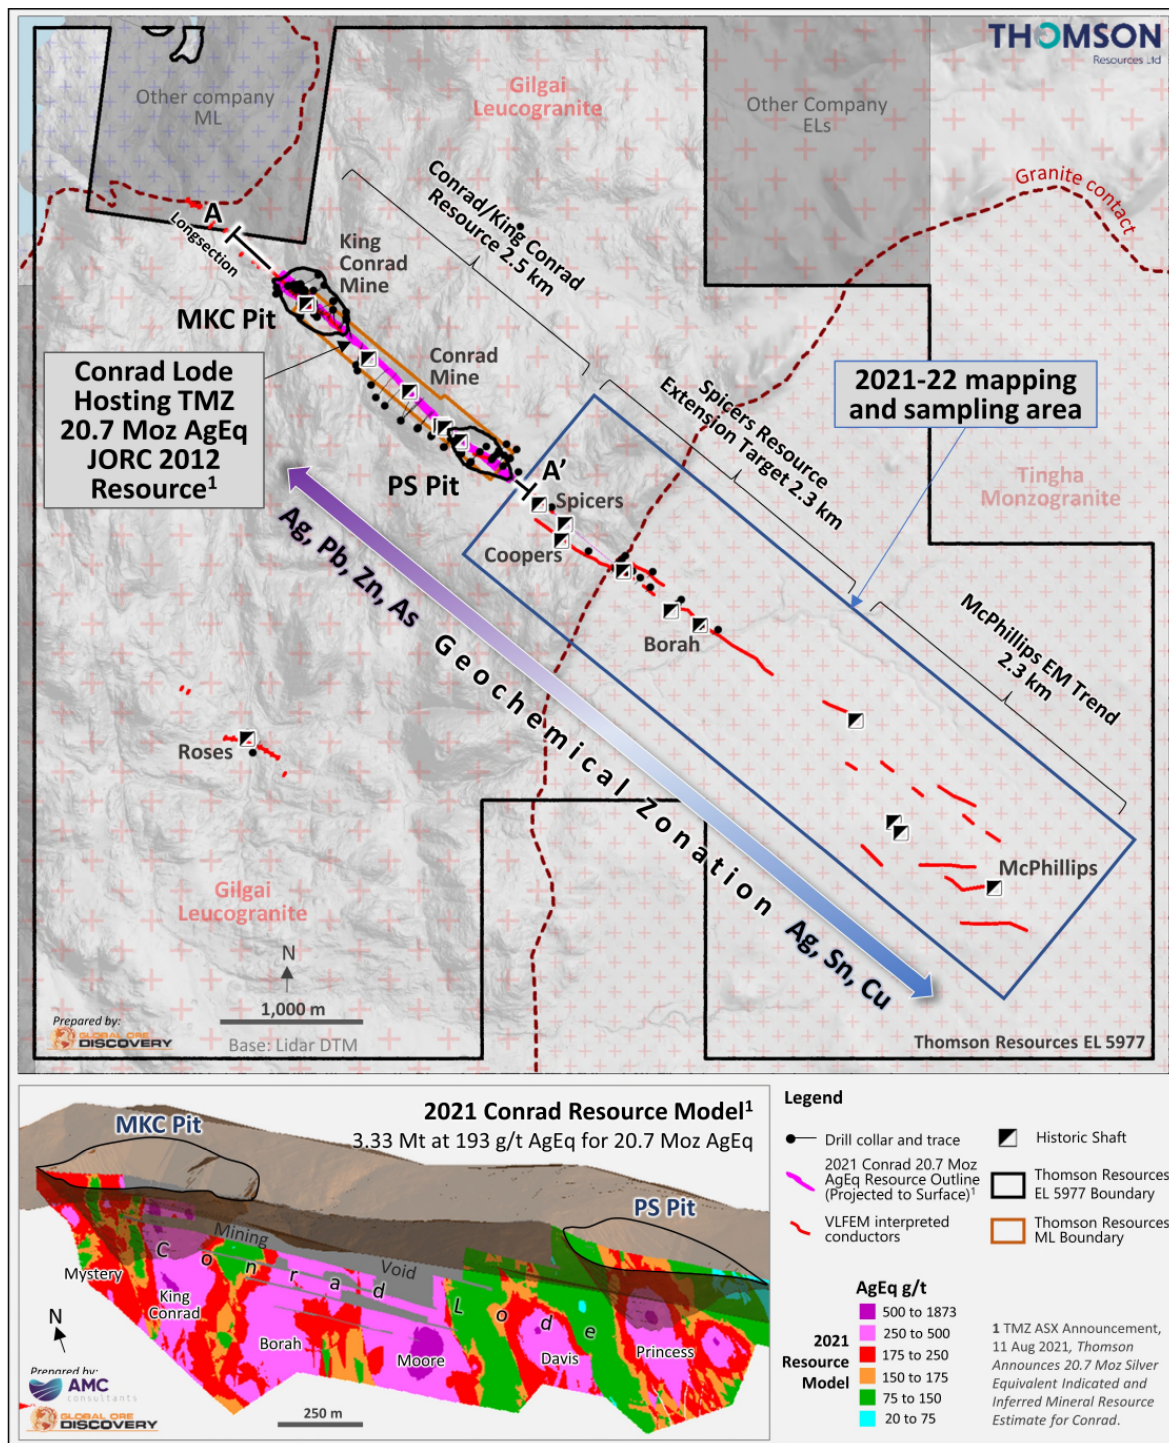 THOMSON
Resources Ltd
Other company
ML
Gilgai
Leucogranite
Other Company
ELs
Granite contact
A
Longsection
Conrad/King Conrad
Resource 2.5 km
King
Conrad
Mine
MKC Pit
Conrad
Mine
Conrad Lode
Hosting TMZ
20.7 Moz AgEq
JORC 2012
Resource1
2021-22 mapping
and sampling area
Spicers Resource
Extension Target 2.3 km
Tingha
Monzogranite
PS Pit
A’
Spicers
Coopers
Borah
McPhillips EM Trend
2.3 km
Ag, Pb, Zn, As Geochemical Zonation Ag, Sn, Cu
Roses
McPhillips
Gilgai
Leucogranite
N
1,000 m
Prepared by:
GLOBAL ORE
DISCOVERY
Base: Lidar DTM
Thomson Resources EL 5977
2021 Conrad Resource Model1
3.33 Mt at 193 g/t AgEq for 20.7 Moz AgEq
MKC Pit
PS Pit
Mining
Void
Conrad Lode
Mystery
King
Conrad
Borah
Moore
Davis
Princess
N
250 m
Prepared by:
AMC
consultants
GLOBAL ORE
DISCOVERY
Legend
Drill collar and trace
2021 Conrad 20.7 Moz
AgEq Resource Outline
(Projected to Surface)1
VLFEM interpreted
conductors
Historic Shaft
Thomson Resources
EL 5977 Boundary
Thomson Resources
ML Boundary
AgEq g/t
2021
Resource
Model
500 to 1873
250 to 500
175 to 250
150 to 175
75 to 150
20 to 75
1 TMZ ASX Announcement,
11 Aug 2021, Thomson
Announces 20.7 Moz Silver
Equivalent Indicated and
Inferred Mineral Resource
Estimate for Conrad.